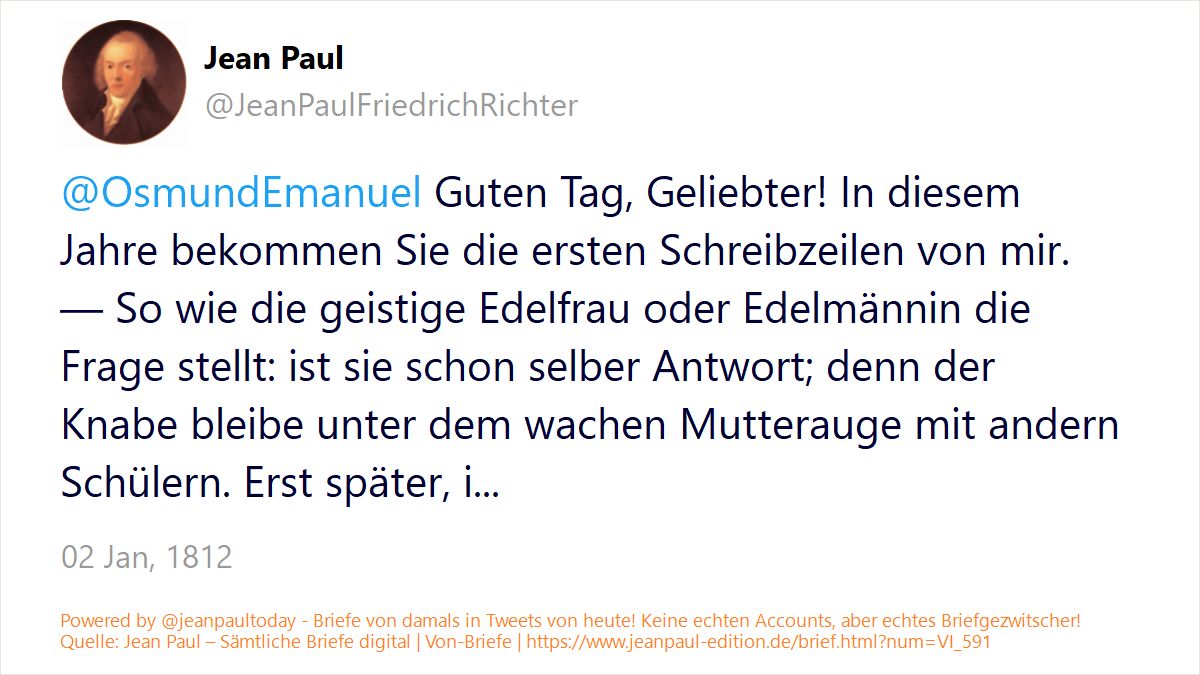 Jean Paul
@JeanPaulFriedrichRichter
@OsmundEmanuel Guten Tag, Geliebter! In diesem
Jahre bekommen Sie die ersten Schreibzeilen von mir.
— So wie die geistige Edelfrau oder Edelmännin die
Frage stellt: ist sie schon selber Antwort; denn der
Knabe bleibe unter dem wachen Mutterauge mit andern
Schülern. Erst später, i...
02 Jan, 1812
Powered by @jeanpaultoday - Briefe von damals in Tweets von heute! Keine echten Accounts, aber echtes Briefgezwitscher!
Quelle: Jean Paul – Sämtliche Briefe digital | Von-Briefe | https://www.jeanpaul-edition.de/brief.html?num=VI_591